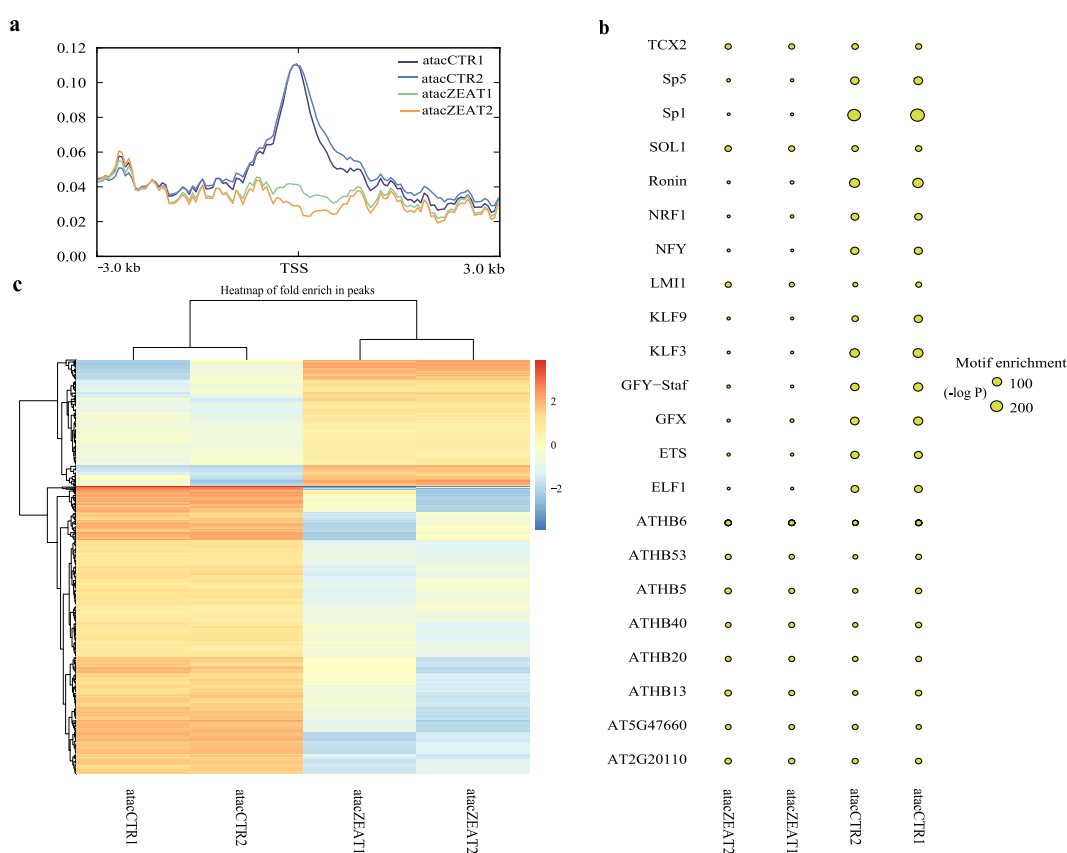 a
0.12
0.10
0.08
0.06
0.04
0.02
0.00
-3.0 kb
TSS
3.0 kb
atacCTR1
atacCTR2
atacZEAT1
atacZEAT2
b
TCX2
Sp5
Sp1
SOL1
Ronin
NRF1
NFY
LMI1
KLF9
KLF3
GFY−Staf
GFX
ETS
ELF1
ATHB6
ATHB53
ATHB5
ATHB40
ATHB20
ATHB13
AT5G47660
AT2G20110
atacZEAT2
atacZEAT1
atacCTR2
atacCTR1
Motif enrichment
(-log P)
100
200
c
Heatmap of fold enrich in peaks
2
0
−2
atacCTR1
atacCTR2
atacZEAT1
atacZEAT2